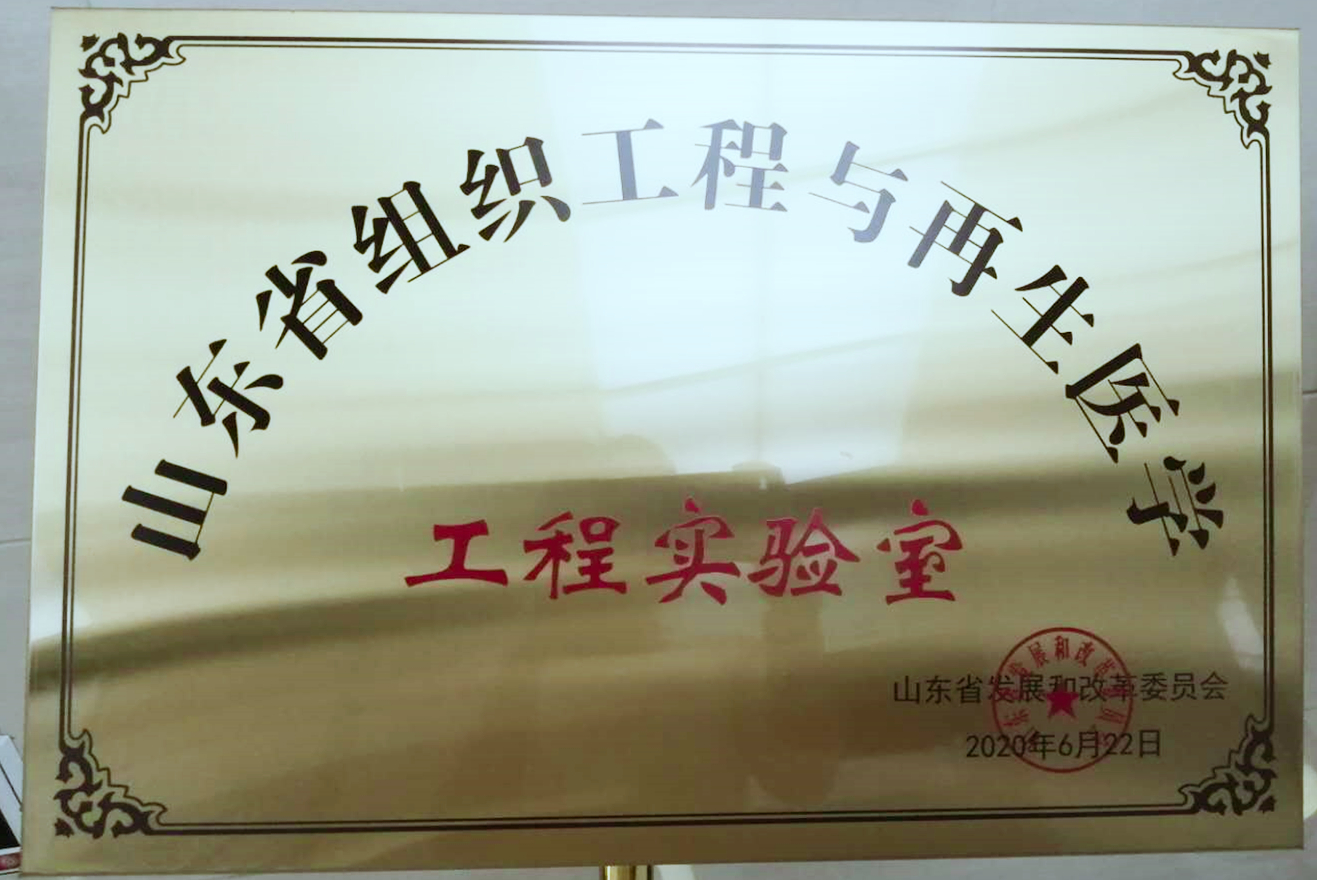 山东省组织工程与再生医学
工程实验室
山东省发展和改革委员会
2020年6月22日